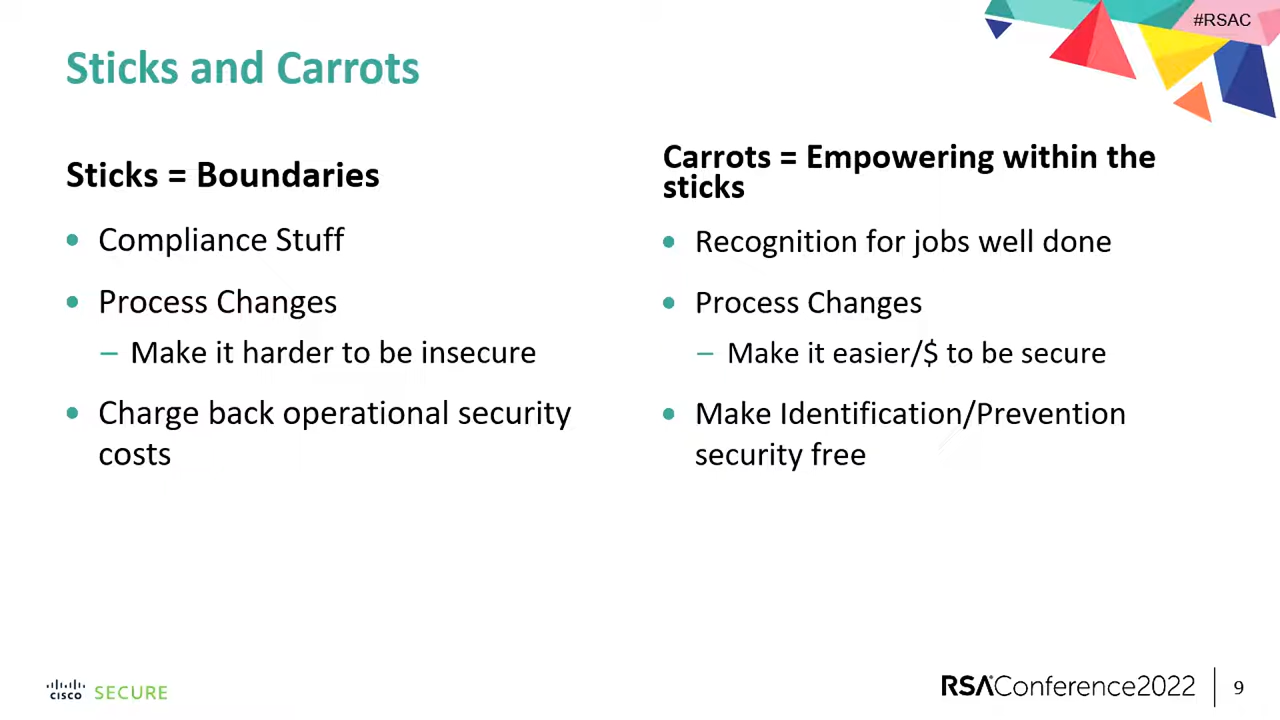 #RSAC
Sticks and Carrots
Sticks = Boundaries
• Compliance Stuff
• Process Changes
– Make it harder to be insecure
• Charge back operational security
costs
Carrots = Empowering within the
sticks
• Recognition for jobs well done
• Process Changes
– Make it easier/$ to be secure
• Make Identification/Prevention
security free
CISCO SECURE
RSAConference2022
9